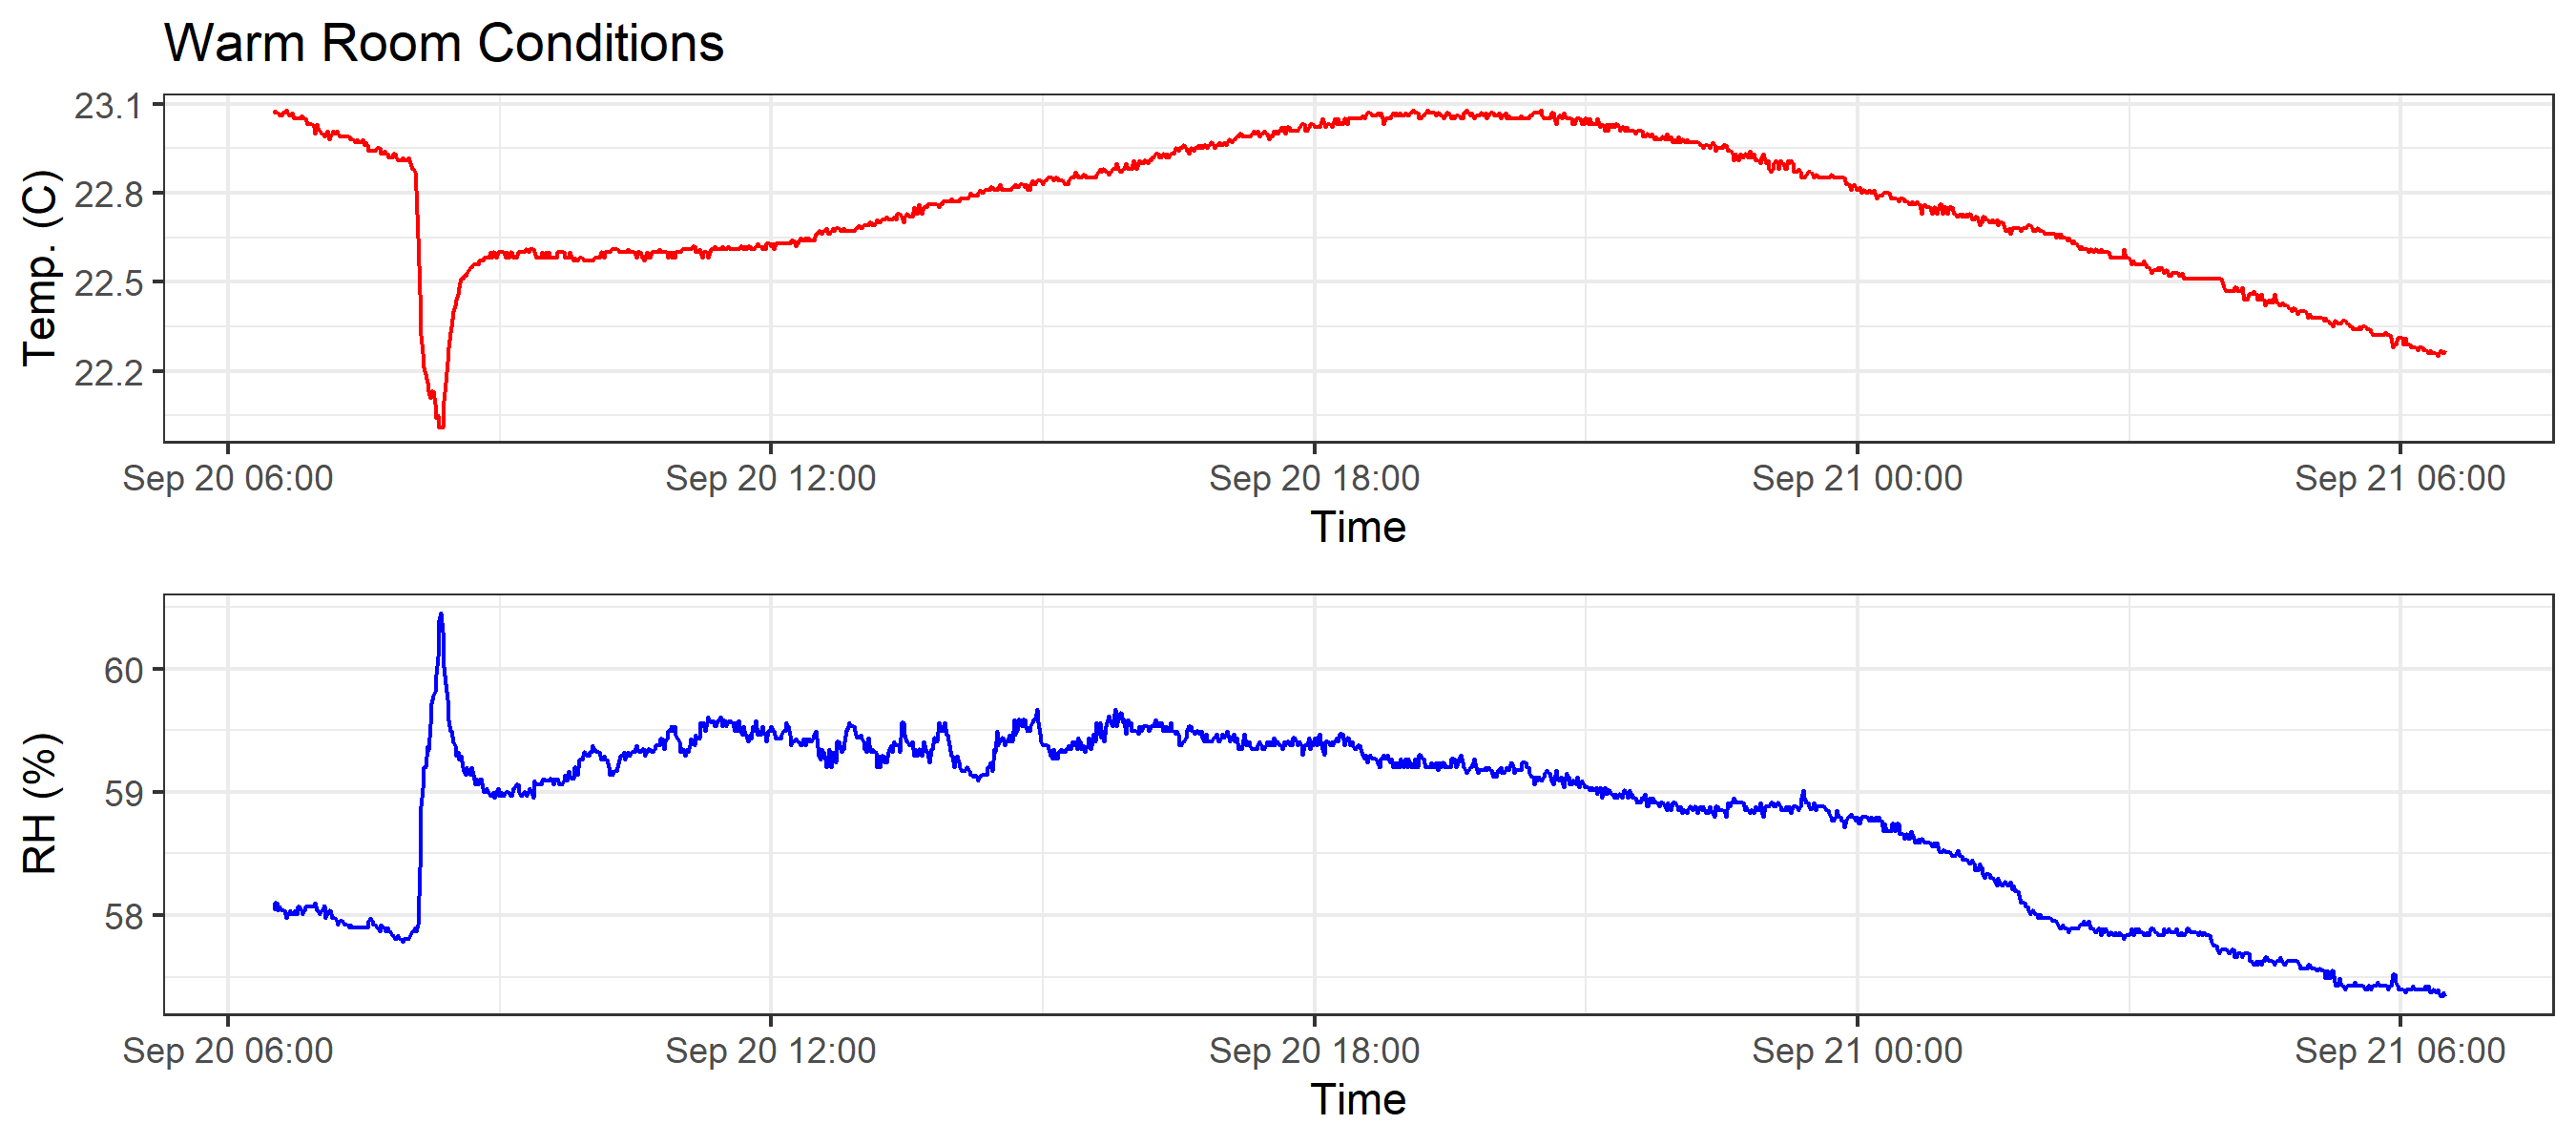 Warm Room Conditions
Temp. (C)
23.1
22.8
22.5
22.2
Sep 20 06:00 Sep 20 12:00 Sep 20 18:00 Sep 21 00:00 Sep 21 06:00
Time
RH (%)
60
59
58
Sep 20 06:00 Sep 20 12:00 Sep 20 18:00 Sep 21 00:00 Sep 21 06:00
Time